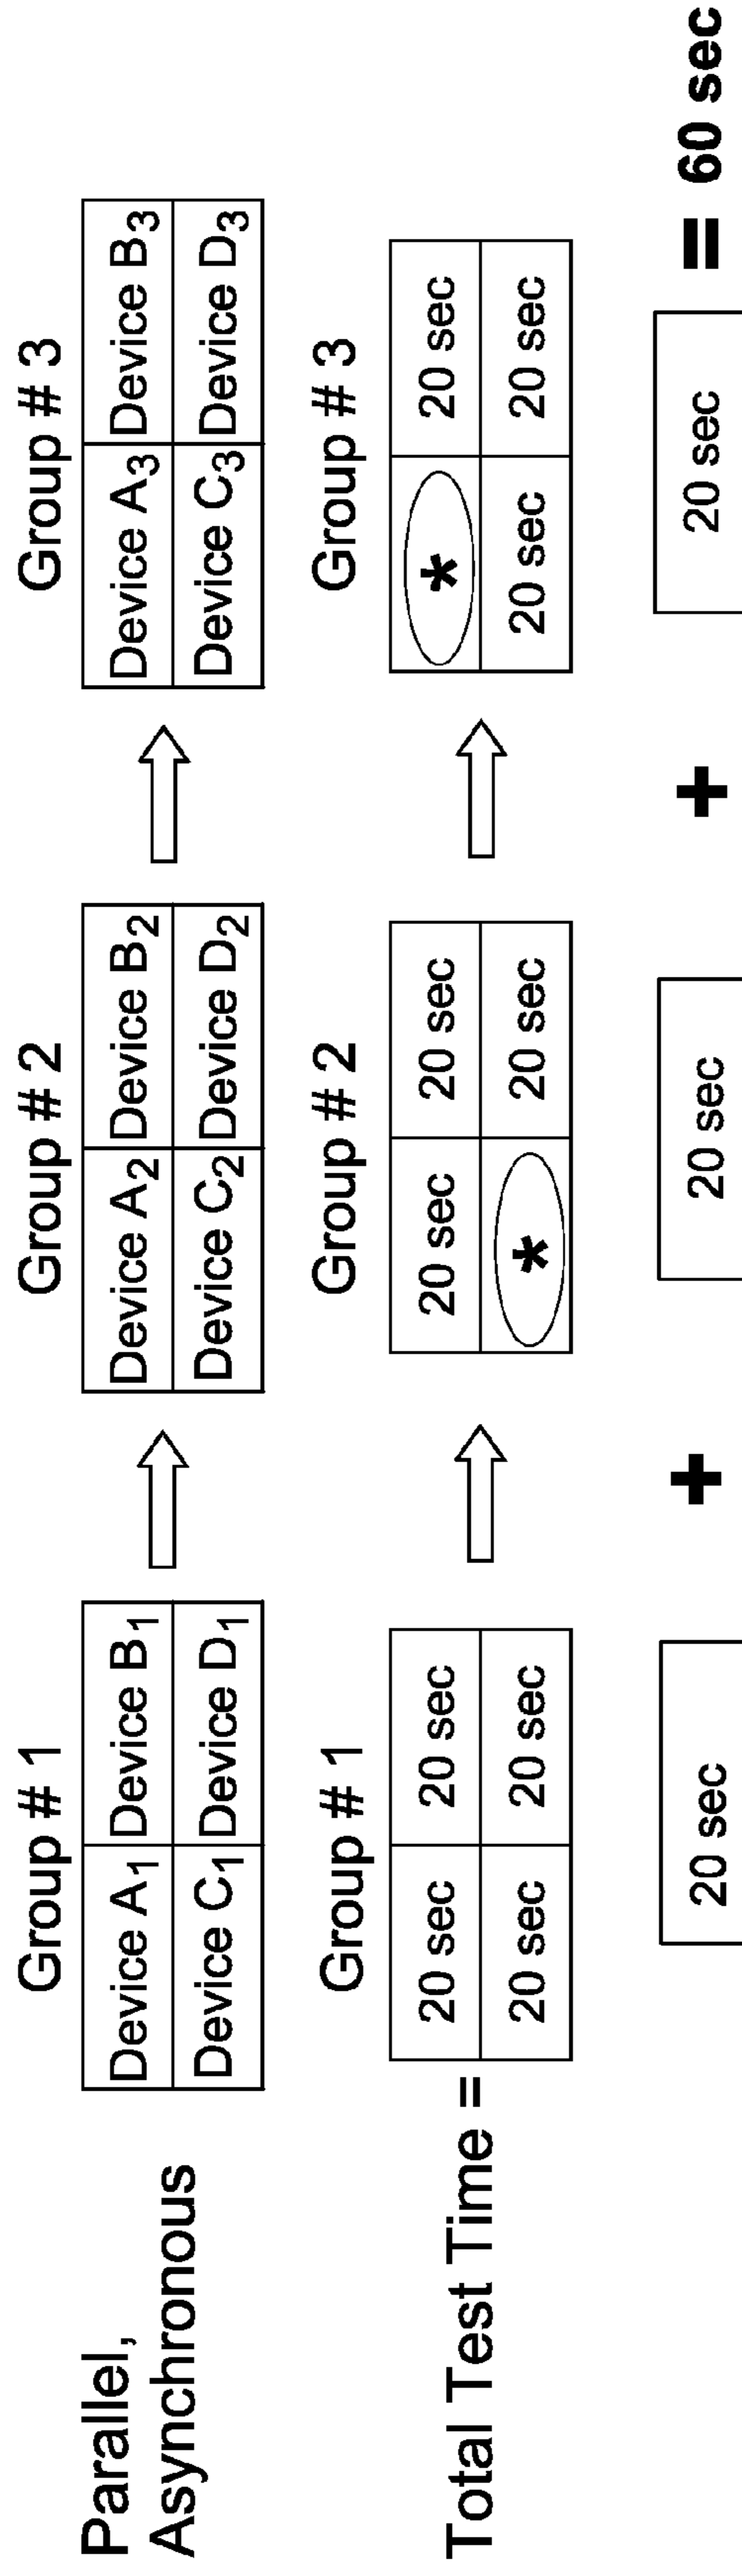 Group # 1 Group # 2 Group # 3
Parallel,
Asynchronous
Device A1 Device B1 Device A2 Device B2 Device A3 Device B3
Device C1 Device D1 Device C2 Device D2 Device C3 Device D3
Group # 1 Group # 2 Group # 3
Total Test Time =
20 sec 20 sec 20 sec 20 sec * 20 sec
20 sec 20 sec * 20 sec 20 sec 20 sec
20 sec + 20 sec + 20 sec = 60 sec